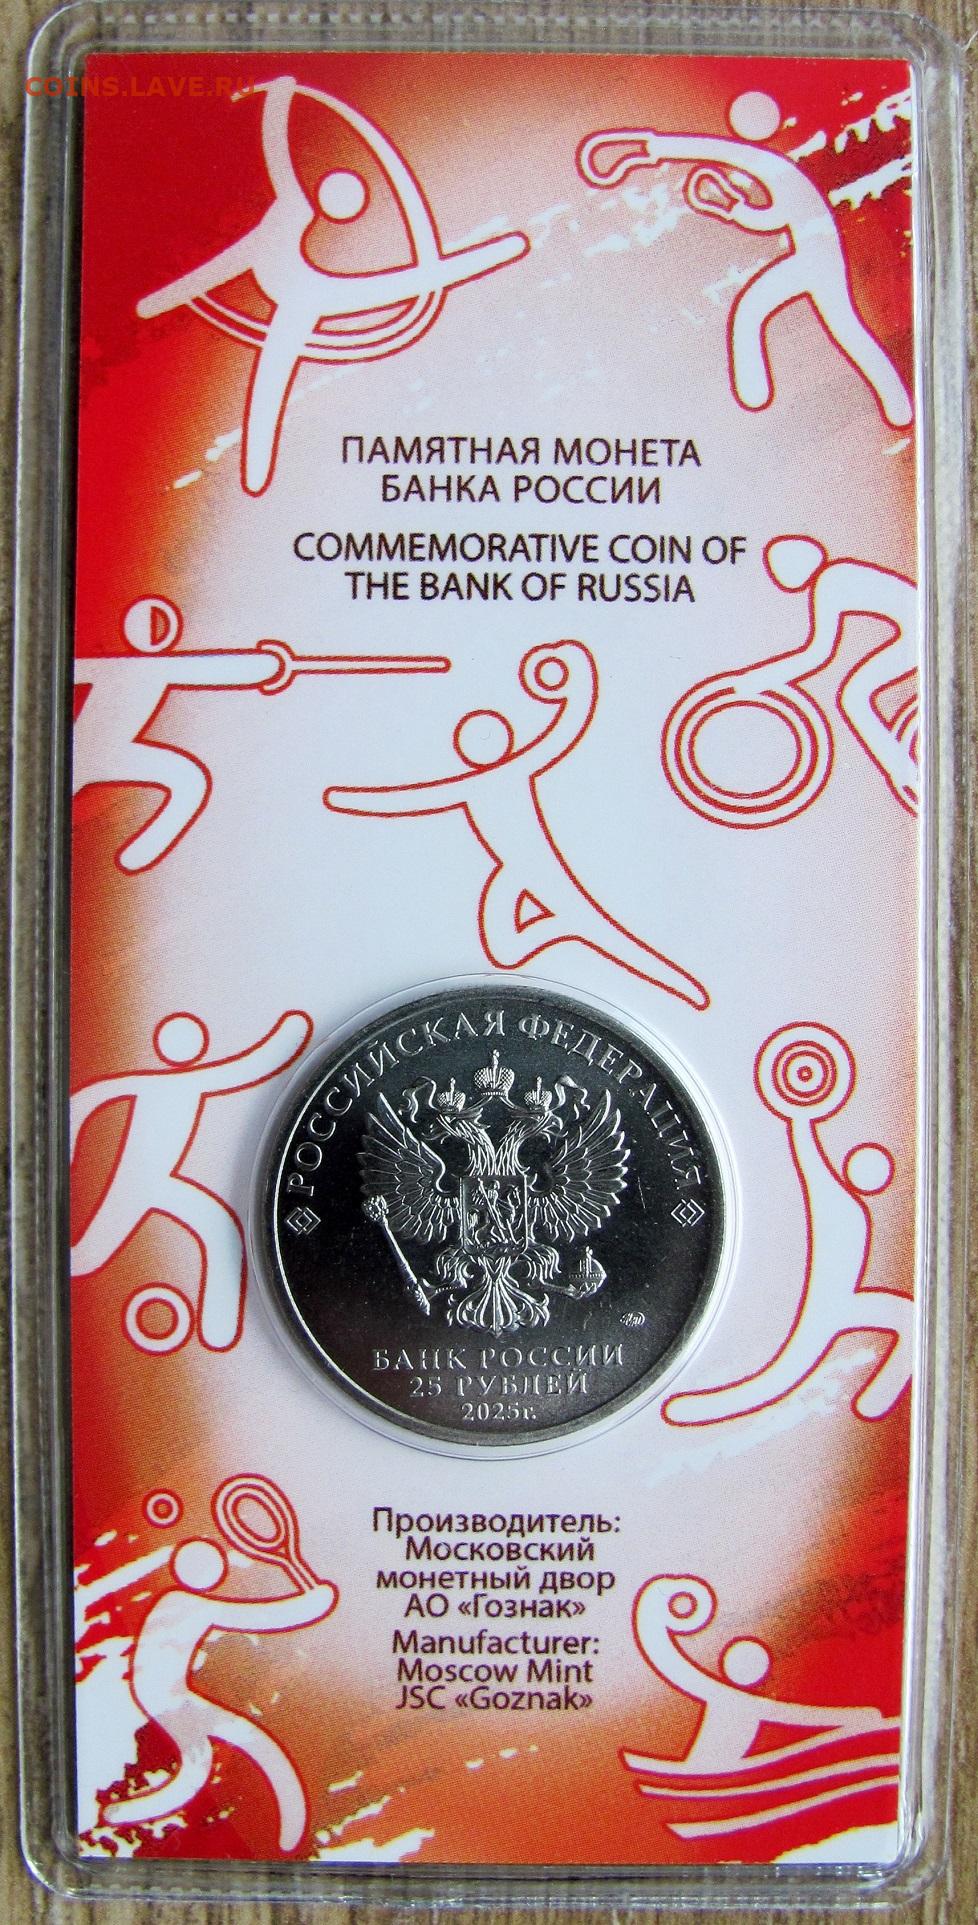 COINS.LAVE.RU
ПАМЯТНАЯ МОНЕТА
БАНКА РОССИИ
COMMEMORATIVE COIN OF
THE BANK OF RUSSIA
РОССИЙСКАЯ ФЕДЕРАЦИЯ
ММД
БАНК РОССИИ
25 РУБЛЕЙ
2025г.
Производитель:
Московский
монетный двор
АО «Гознак»
Manufacturer:
Moscow Mint
JSC «Goznak»